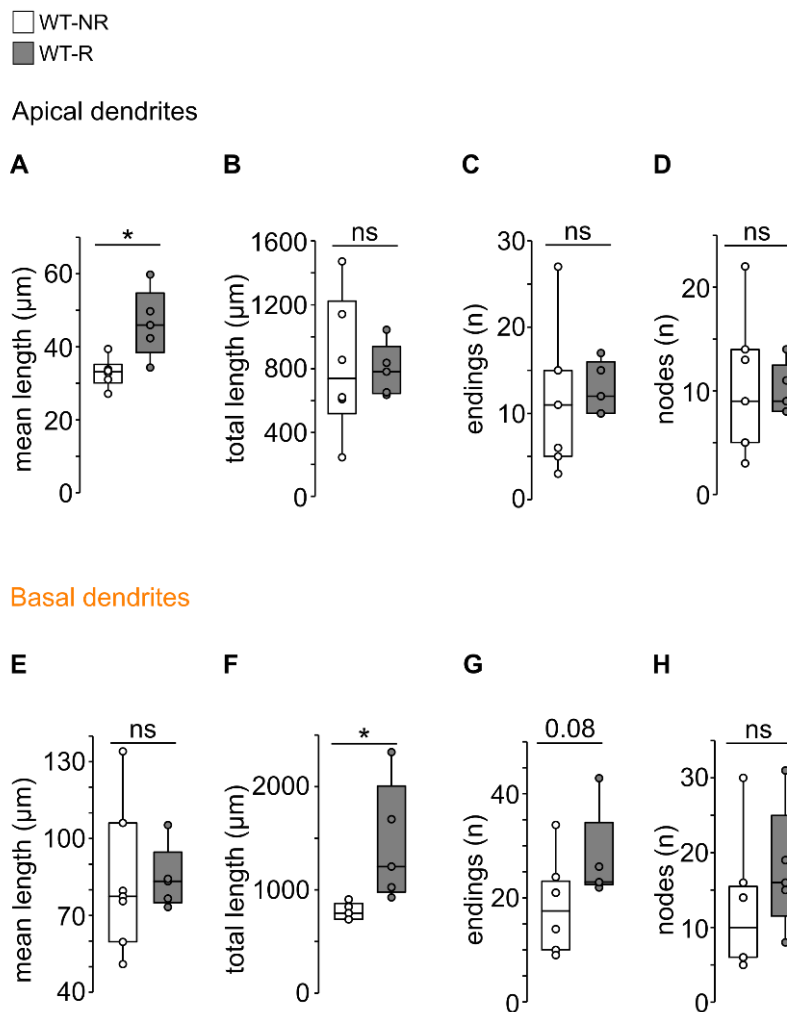 WT-NR
WT-R
Apical dendrites
A
B
C
D
*
ns
ns
ns
mean length (µm)
60
40
20
0
total length (µm)
1600
1200
800
400
0
endings (n)
30
20
10
0
nodes (n)
20
10
0
Basal dendrites
E
F
G
H
ns
*
0.08
ns
mean length (µm)
130
100
70
40
total length (µm)
2000
1000
0
endings (n)
40
20
0
nodes (n)
30
20
10
0